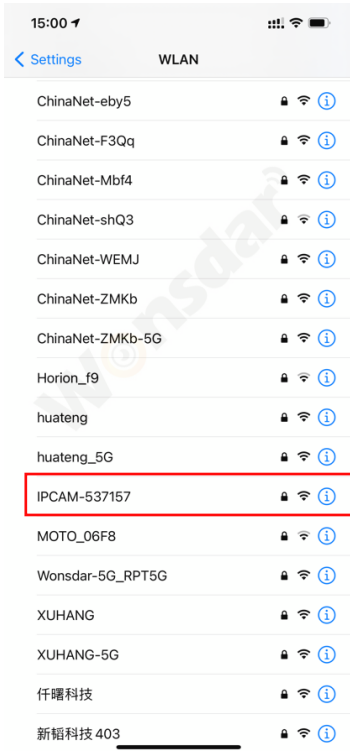 15:00
Settings
WLAN
ChinaNet-eby5
ChinaNet-F3Qq
ChinaNet-Mbf4
ChinaNet-shQ3
ChinaNet-WEMJ
ChinaNet-ZMKb
ChinaNet-ZMKb-5G
Horion_f9
huateng
huateng_5G
IPCAM-537157
MOTO_06F8
Wonsdar-5G_RPT5G
XUHANG
XUHANG-5G
仟曙科技
新韬科技 403
Wonsdar